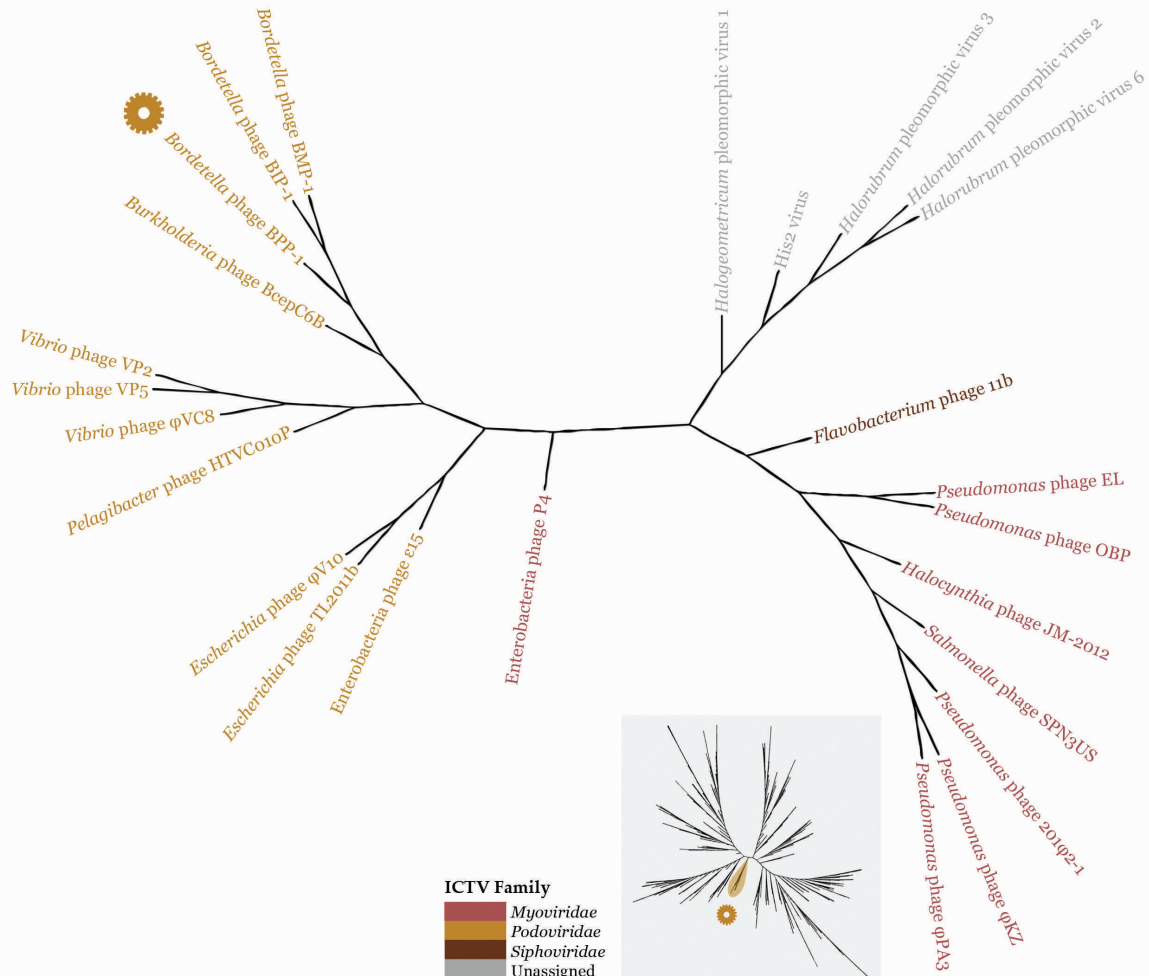 Bordetella phage BMP-1
Bordetella phage BIP-1
Bordetella phage BPP-1
Burkholderia phage BcepC6B
Vibrio phage VP2
Vibrio phage VP5
Vibrio phage φVC8
Pelagibacter phage HTVC010P
Escherichia phage φV10
Escherichia phage TL2011b
Enterobacteria phage ε15
Enterobacteria phage P4
Halogeometricum pleomorphic virus 1
His2 virus
Halorubrum pleomorphic virus 3
Halorubrum pleomorphic virus 2
Halorubrum pleomorphic virus 6
Flavobacterium phage 11b
Pseudomonas phage EL
Pseudomonas phage OBP
Halocynthia phage JM-2012
Salmonella phage SPN3US
Pseudomonas phage 201φ2-1
Pseudomonas phage φKZ
Pseudomonas phage φPA3
ICTV Family
Myoviridae
Podoviridae
Siphoviridae
Unassigned